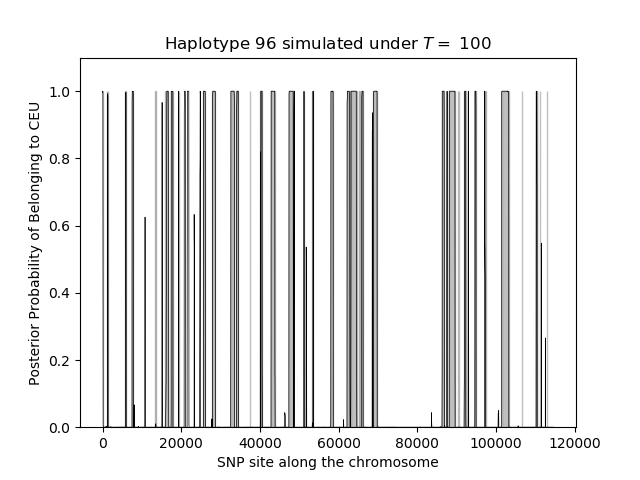 Haplotype 96 simulated under T = 100
Posterior Probability of Belonging to CEU
1.0
0.8
0.6
0.4
0.2
0.0
0 20000 40000 60000 80000 100000 120000
SNP site along the chromosome